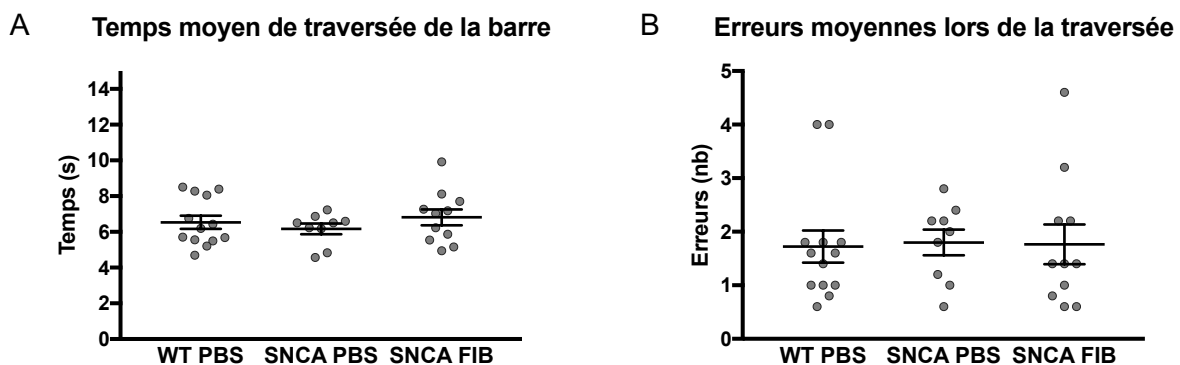 A Temps moyen de traversée de la barre
Temps (s)
14
12
10
8
6
4
2
0
WT PBS SNCA PBS SNCA FIB
B Erreurs moyennes lors de la traversée
Erreurs (nb)
5
4
3
2
1
0
WT PBS SNCA PBS SNCA FIB